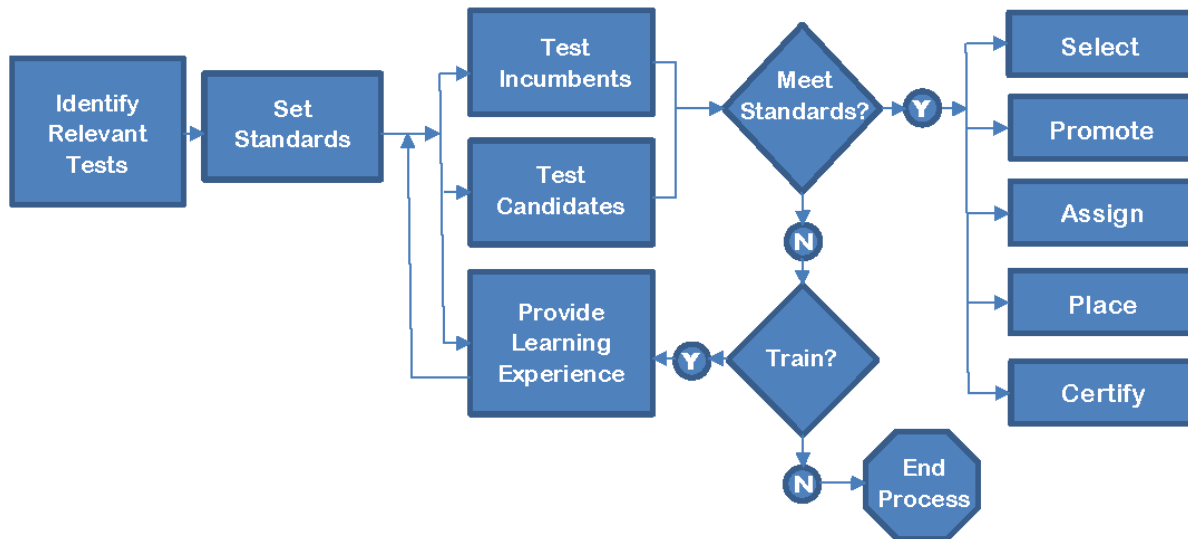 Identify
Relevant
Tests
Set
Standards
Test
Incumbents
Test
Candidates
Provide
Learning
Experience
Meet
Standards?
Y
N
Train?
Y
N
End
Process
Select
Promote
Assign
Place
Certify